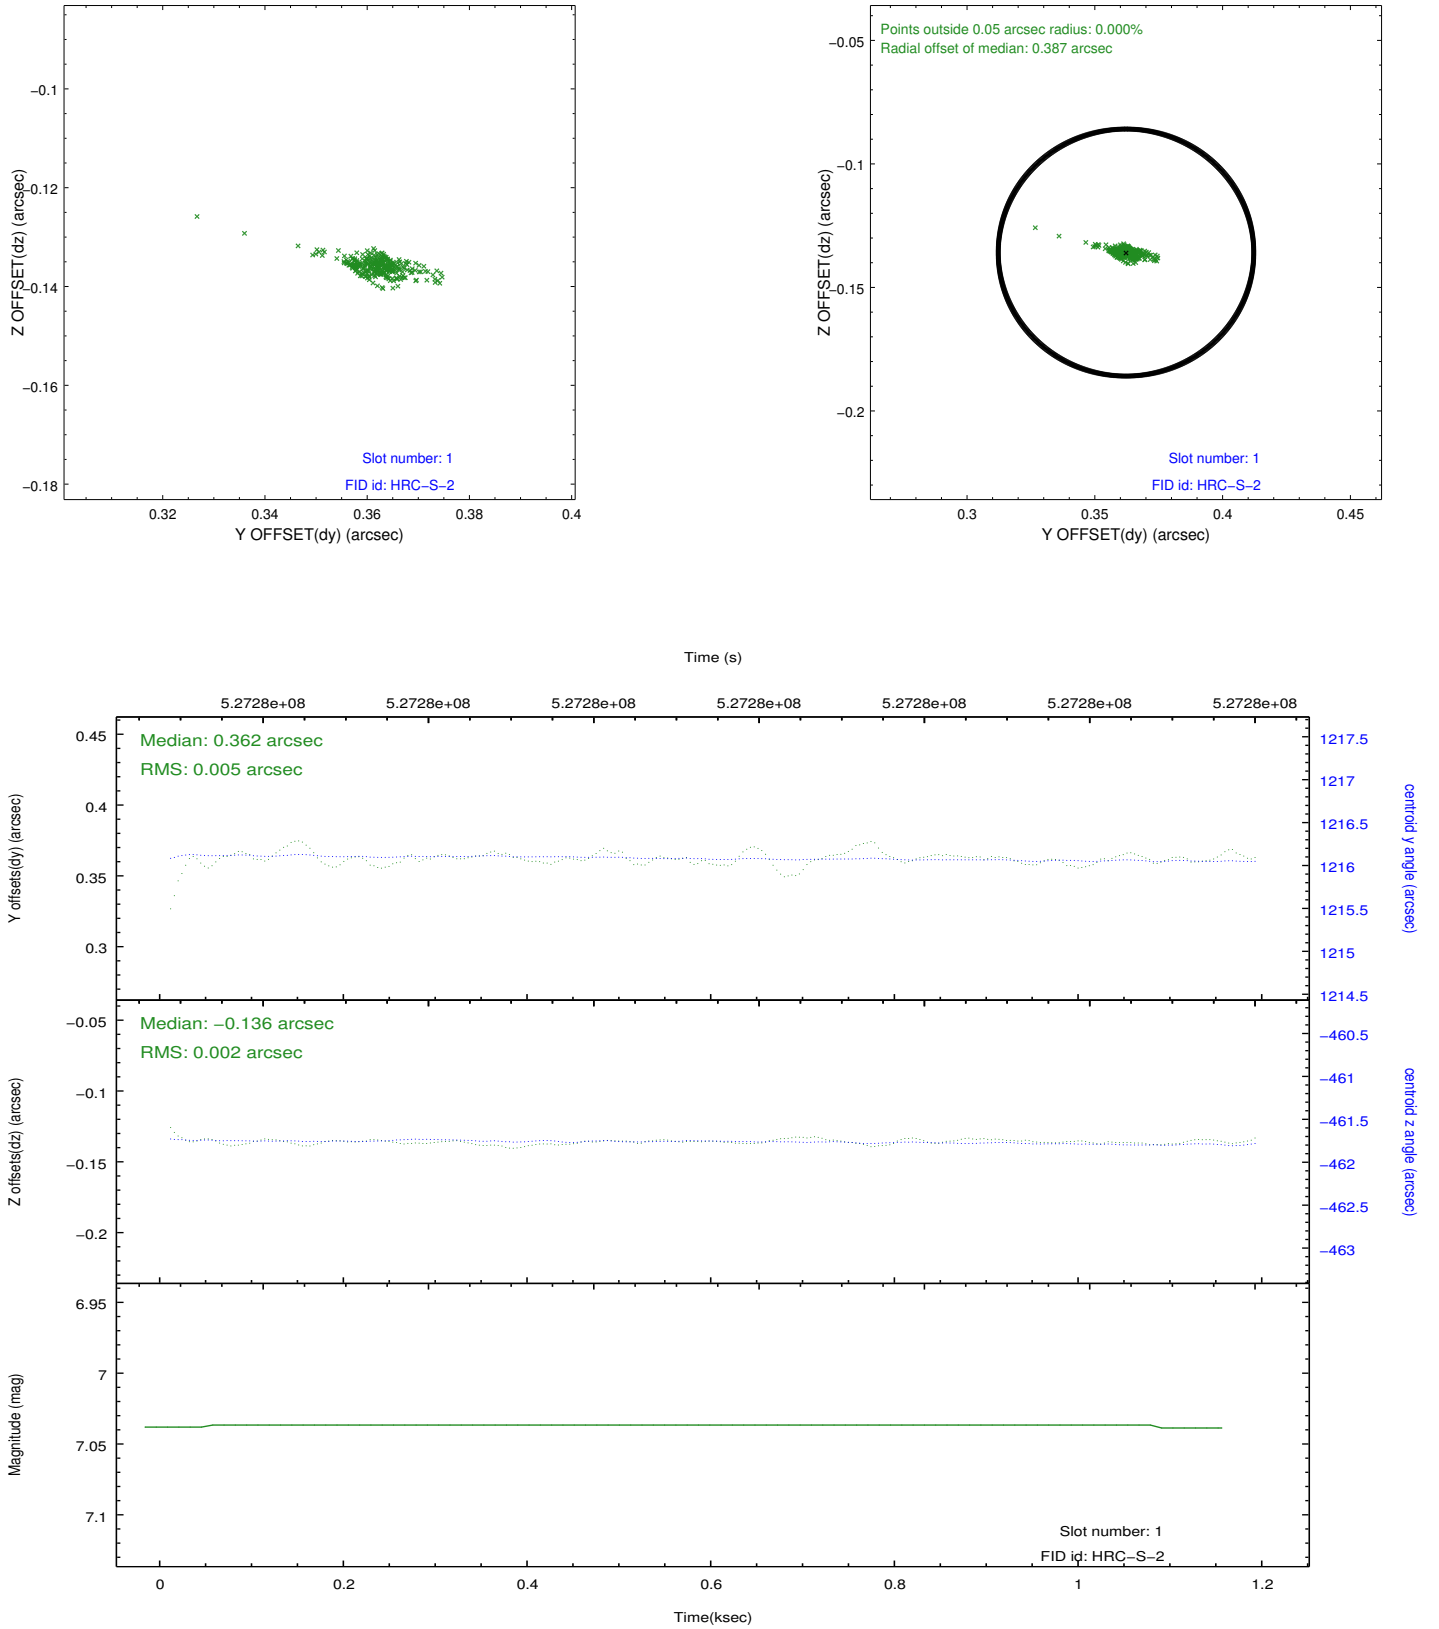 −0.1
−0.12
−0.14
−0.16
−0.18
Z OFFSET(dz) (arcsec)
0.32
0.34
0.36
0.38
0.4
Y OFFSET(dy) (arcsec)
Slot number: 1
FID id: HRC−S−2
Points outside 0.05 arcsec radius: 0.000%
Radial offset of median: 0.387 arcsec
−0.05
−0.1
−0.15
−0.2
Z OFFSET(dz) (arcsec)
0.3
0.35
0.4
0.45
Y OFFSET(dy) (arcsec)
Slot number: 1
FID id: HRC−S−2
Time (s)
5.2728e+08
5.2728e+08
5.2728e+08
5.2728e+08
5.2728e+08
5.2728e+08
5.2728e+08
Median: 0.362 arcsec
RMS: 0.005 arcsec
0.45
0.4
0.35
0.3
Y offsets(dy) (arcsec)
1217.5
1217
1216.5
1216
1215.5
1215
1214.5
centroid y angle (arcsec)
Median: −0.136 arcsec
RMS: 0.002 arcsec
−0.05
−0.1
−0.15
−0.2
Z offsets(dz) (arcsec)
−460.5
−461
−461.5
−462
−462.5
−463
centroid z angle (arcsec)
6.95
7
7.05
7.1
Magnitude (mag)
Slot number: 1
FID id: HRC−S−2
0
0.2
0.4
0.6
0.8
1
1.2
Time(ksec)